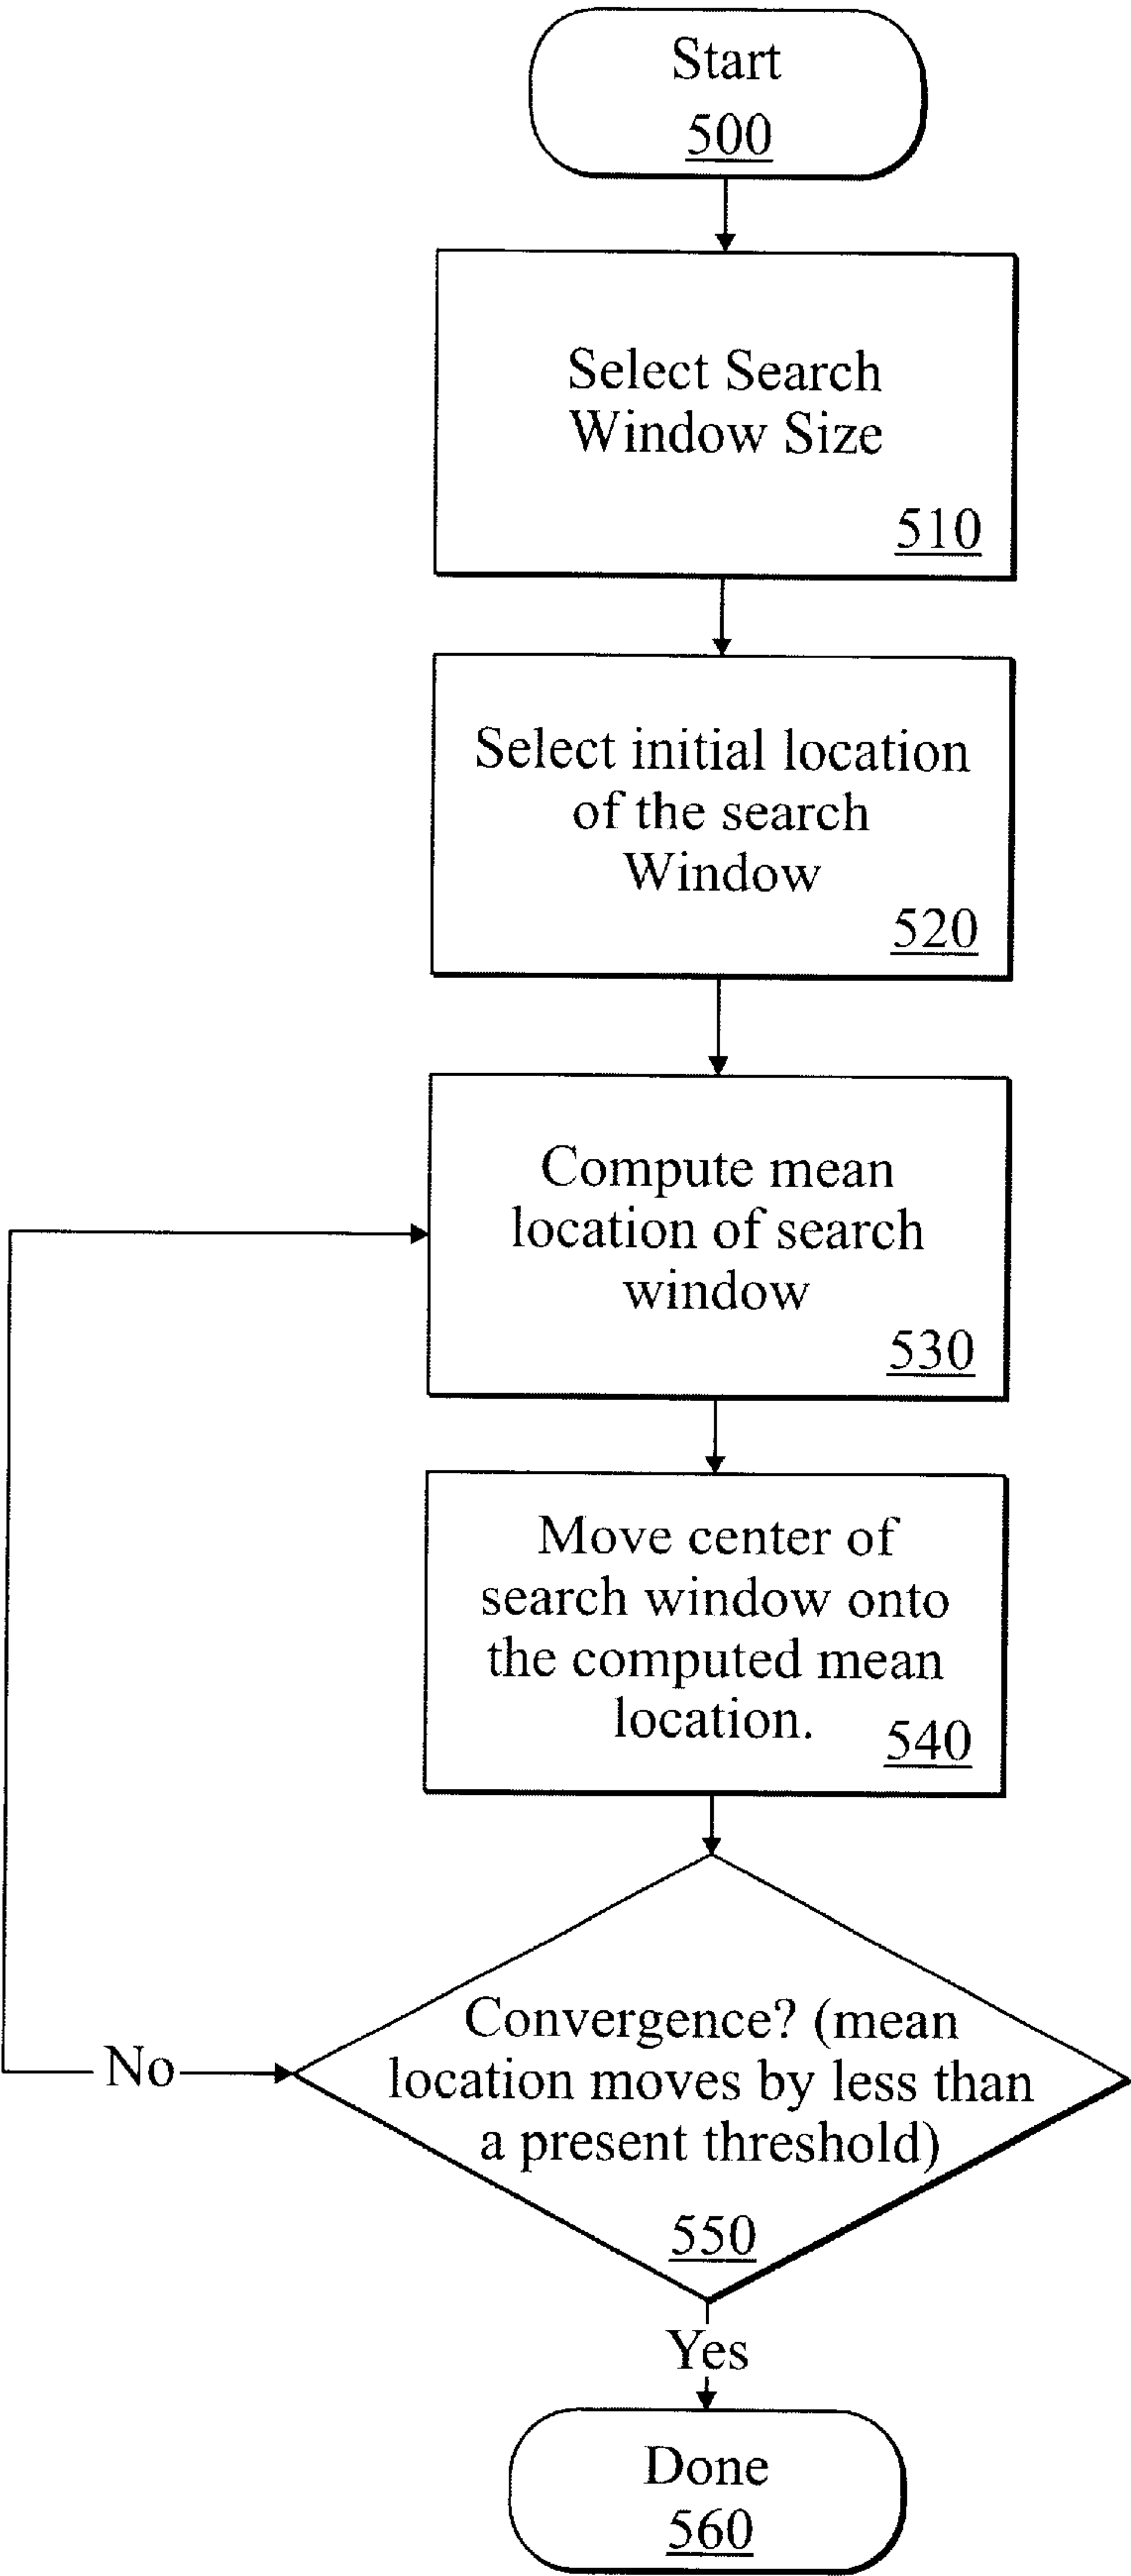 Start
500
Select Search
Window Size
510
Select initial location
of the search
Window
520
Compute mean
location of search
window
530
Move center of
search window onto
the computed mean
location.
540
Convergence? (mean
location moves by less than
a present threshold)
550
No
Yes
Done
560